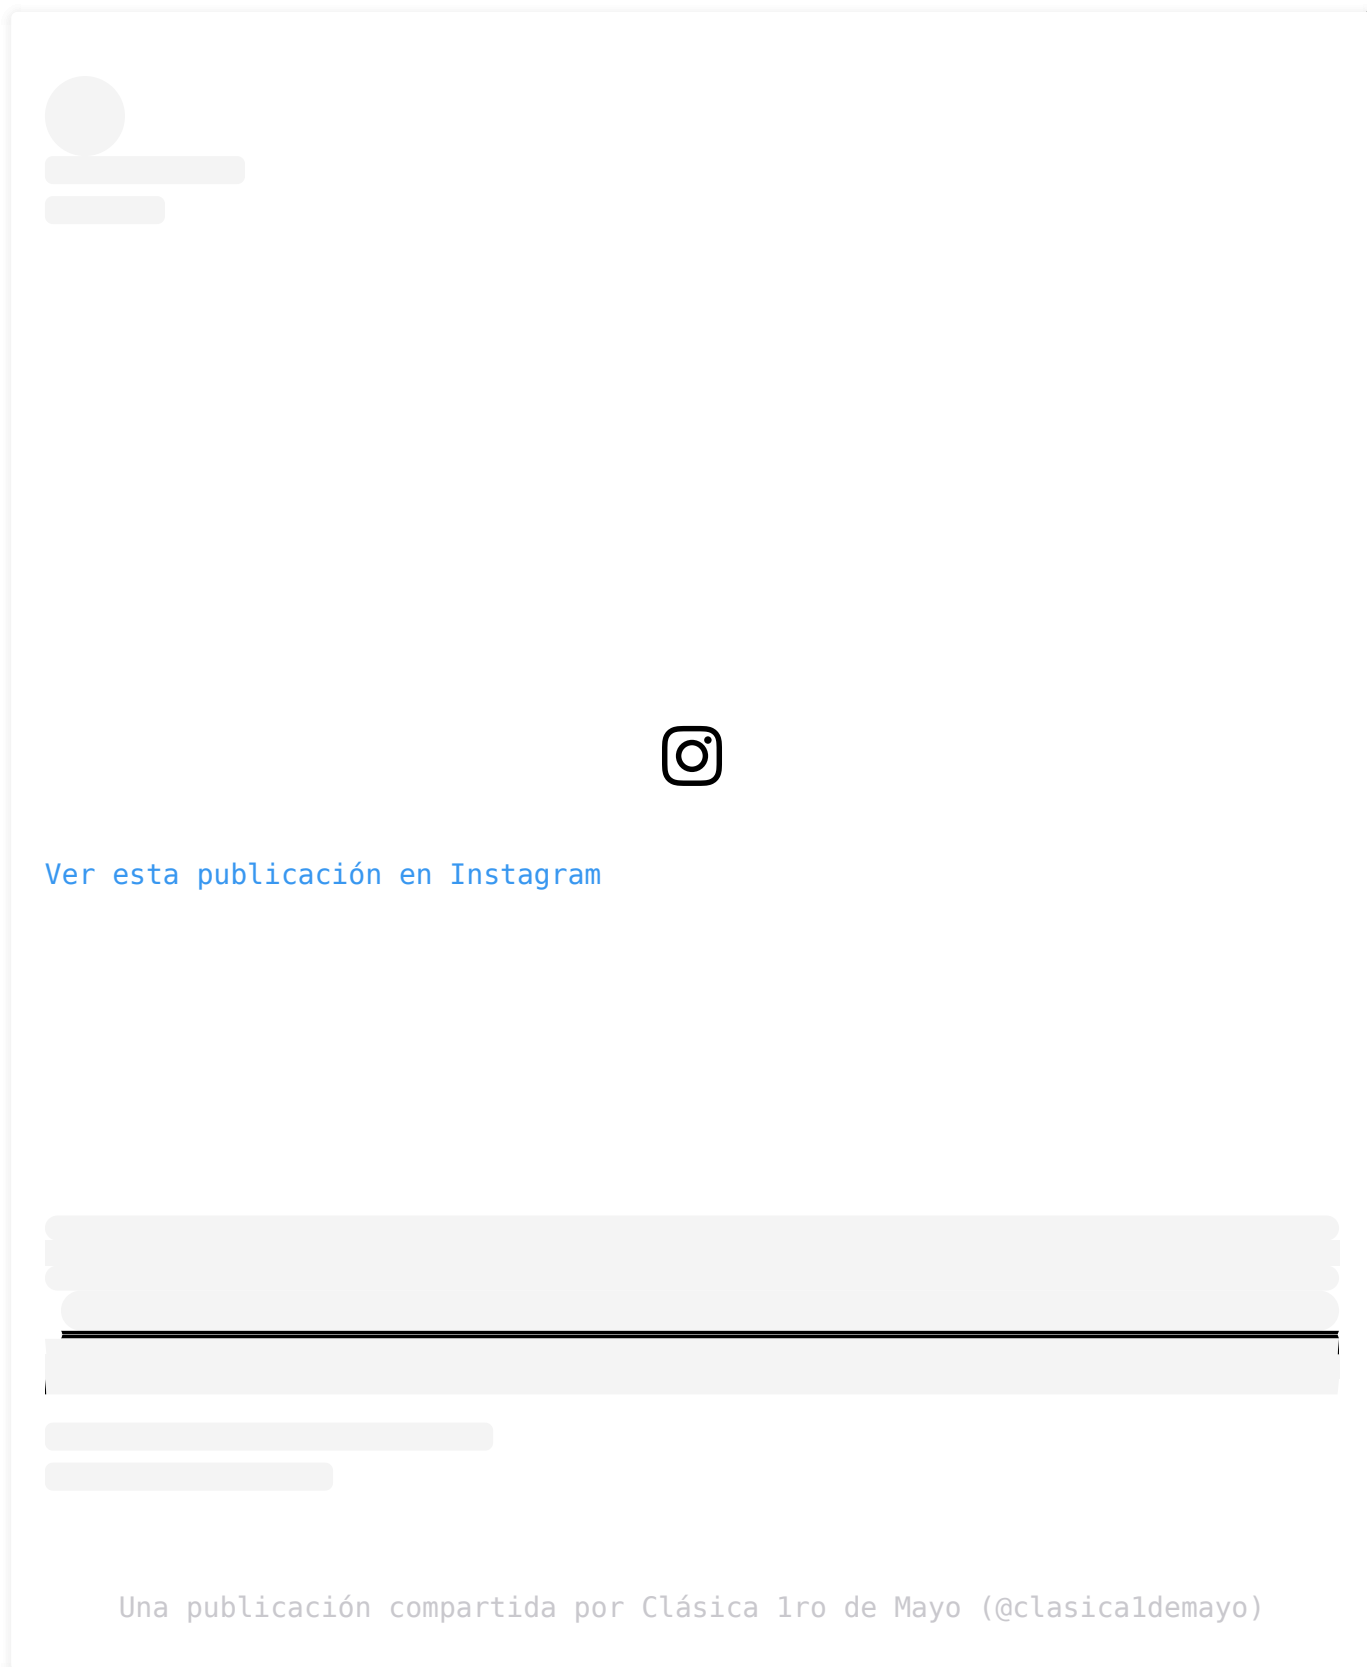 Ver esta publicación en Instagram
Una publicación compartida por Clásica 1ro de Mayo (@clasica1demayo)